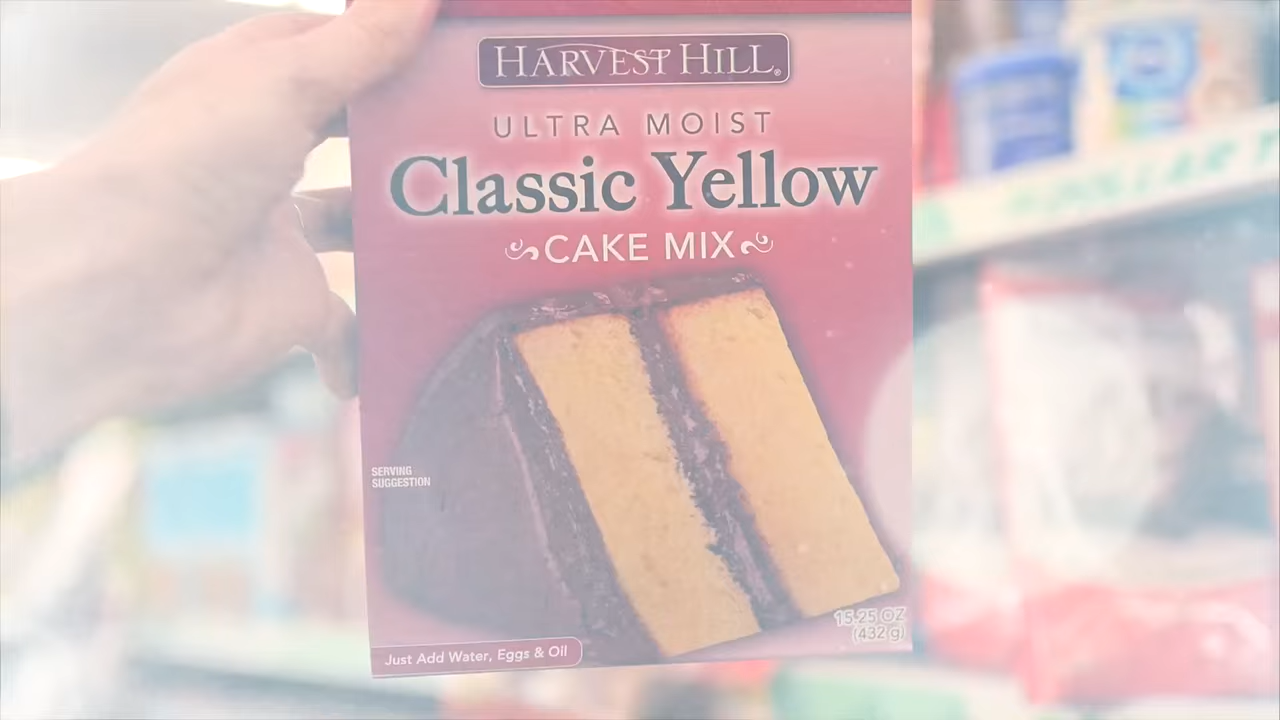 HARVEST HILL®
ULTRA MOIST
Classic Yellow
CAKE MIX
SERVING
SUGGESTION
15.25 OZ
(432 g)
Just Add Water, Eggs & Oil